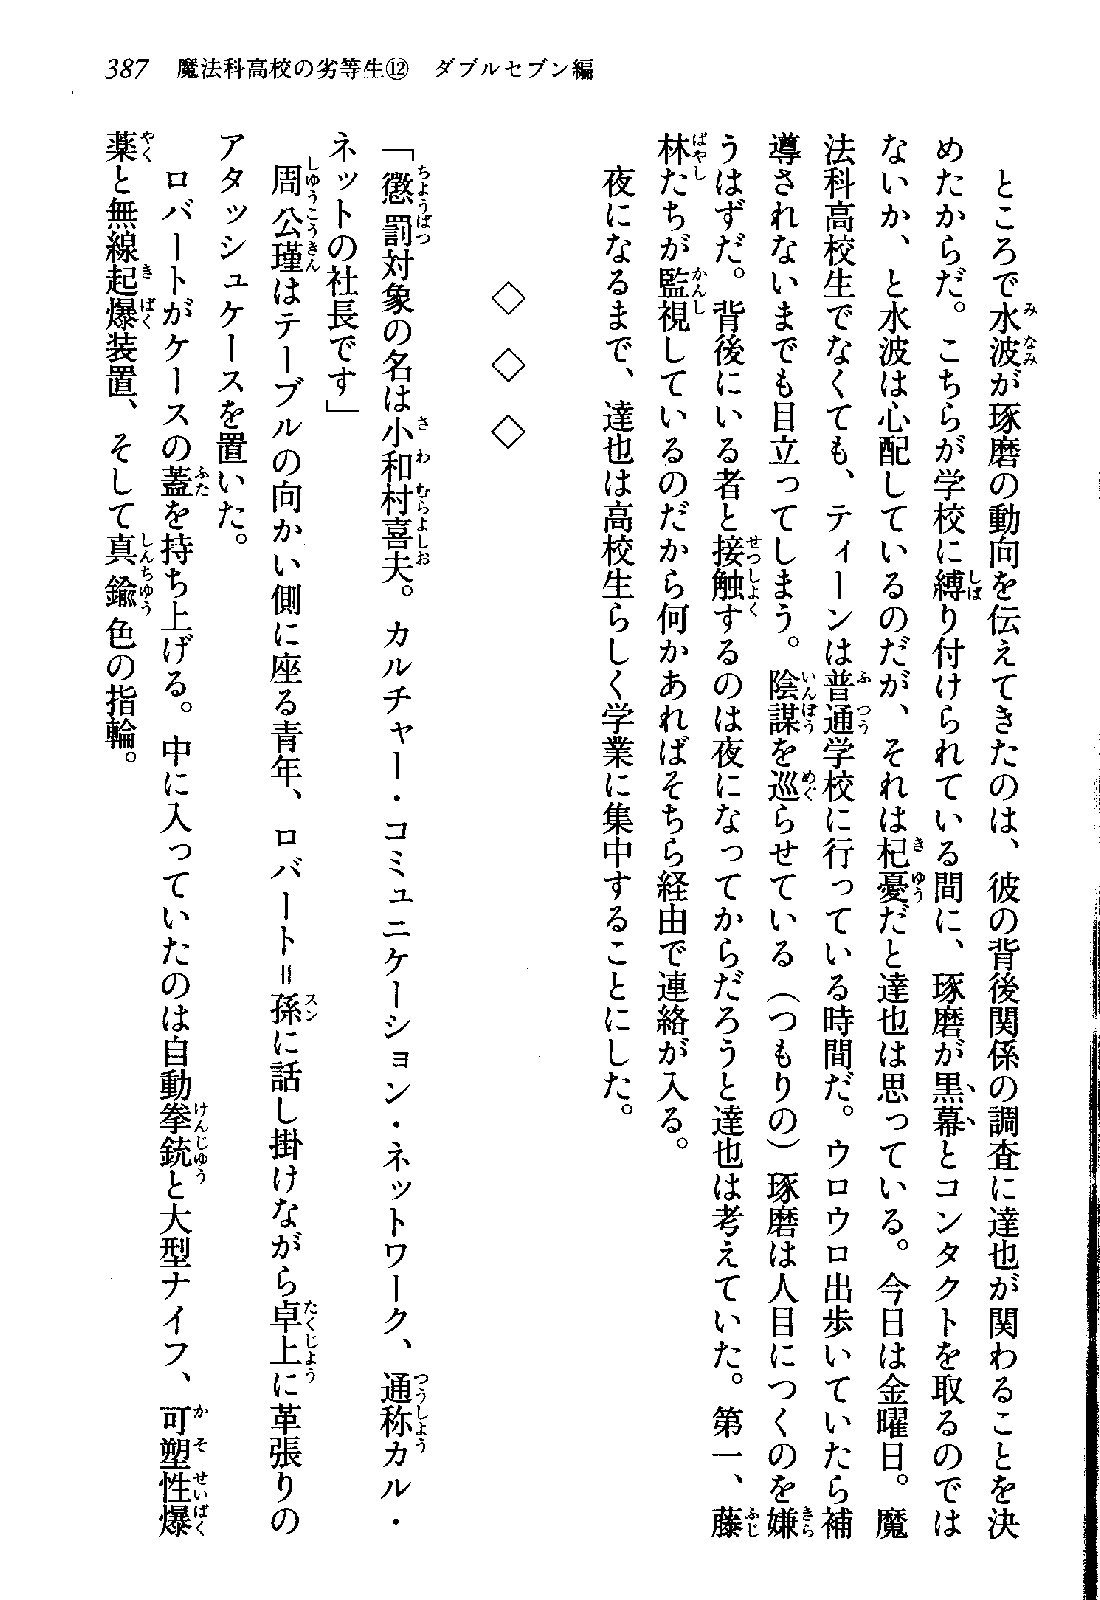 387　魔法科高校の劣等生⑫　ダブルセブン編
　ところで水波が琢磨の動向を伝えてきたのは、彼の背後関係の調査に達也が関わることを決
めたからだ。こちらが学校に縛り付けられている間に、琢磨が黒幕とコンタクトを取るのでは
ないか、と水波は心配しているのだが、それは杞憂だと達也は思っている。今日は金曜日。魔
法科高校生でなくても、ティーンは普通学校に行っている時間だ。ウロウロ出歩いていたら補
導されないまでも目立ってしまう。陰謀を巡らせている（つもりの）琢磨は人目につくのを嫌
うはずだ。背後にいる者と接触するのは夜になってからだろうと達也は考えていた。第一、藤
林たちが監視しているのだから何かあればそちら経由で連絡が入る。
　夜になるまで、達也は高校生らしく学業に集中することにした。
◇　◇　◇
「懲罰対象の名は小和村喜夫。カルチャー・コミュニケーション・ネットワーク、通称カル・
ネットの社長です」
　周公瑾はテーブルの向かい側に座る青年、ロバート＝孫に話し掛けながら卓上に革張りの
アタッシュケースを置いた。
　ロバートがケースの蓋を持ち上げる。中に入っていたのは自動拳銃と大型ナイフ、可塑性爆
薬と無線起爆装置、そして真鍮色の指輪。